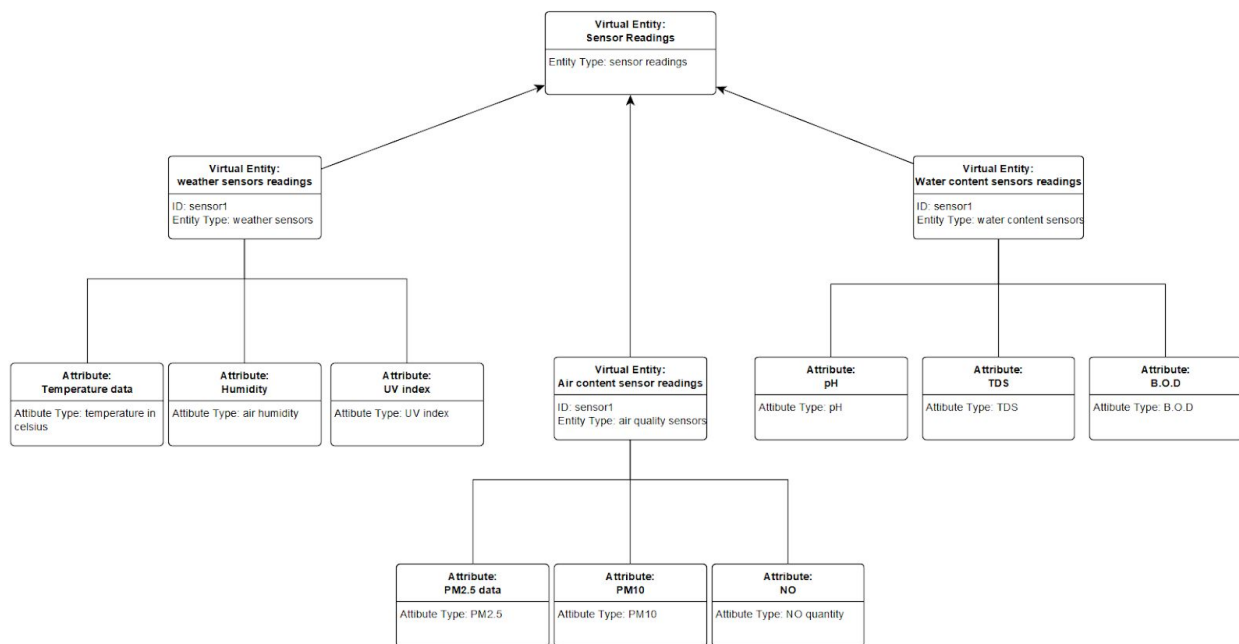 Virtual Entity:
Sensor Readings
Entity Type: sensor readings
Virtual Entity:
weather sensors readings
ID: sensor1
Entity Type: weather sensors
Virtual Entity:
Water content sensors readings
ID: sensor1
Entity Type: water content sensors
Attribute:
Temperature data
Attibute Type: temperature in
celsius
Attribute:
Humidity
Attibute Type: air humidity
Attribute:
UV index
Attibute Type: UV index
Virtual Entity:
Air content sensor readings
ID: sensor1
Entity Type: air quality sensors
Attribute:
pH
Attibute Type: pH
Attribute:
TDS
Attibute Type: TDS
Attribute:
B.O.D
Attibute Type: B.O.D
Attribute:
PM2.5 data
Attibute Type: PM2.5
Attribute:
PM10
Attibute Type: PM10
Attribute:
NO
Attibute Type: NO quantity